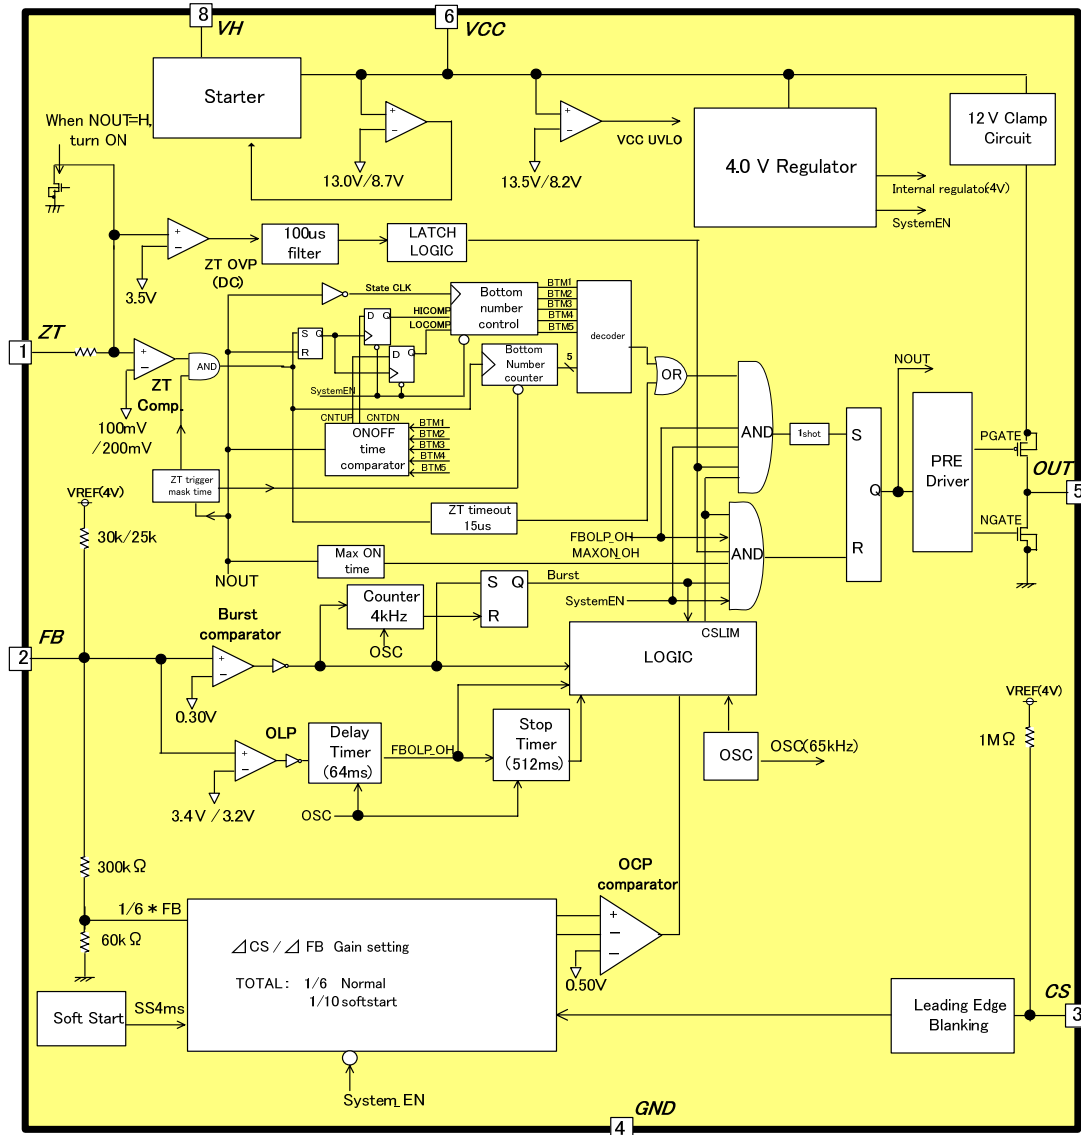 8 VH
6 VCC
Starter
12 V Clamp
Circuit
When NOUT=H,
turn ON
4.0 V Regulator
VCC UVLO
13.0V/8.7V
13.5V/8.2V
Internal regulator(4V)
SystemEN
+
−
+
−
+
−
100us
filter
LATCH
LOGIC
ZT OVP
(DC)
3.5V
State CLK
Bottom
number
control
BTM1
BTM2
BTM3
BTM4
BTM5
HICOMP
LOCOMP
decoder
D
Q
D
Q
S Q
R
1 ZT
+
−
AND
ZT
Comp.
100mV
/200mV
SystemEN
Bottom
Number
counter
5
OR
NOUT
CNTUP CNTDN
ONOFF
time
comparator
BTM1
BTM2
BTM3
BTM4
BTM5
AND
1shot
S
Q
R
PRE
Driver
PGATE
OUT
5
NGATE
ZT trigger
mask time
VREF(4V)
30k/25k
ZT timeout
15us
FBOLP_OH
MAXON_OH
AND
Max ON
time
NOUT
Burst
SystemEN
Burst
comparator
Counter
4kHz
S Q
R
OSC
CSLIM
LOGIC
2 FB
+
−
0.30V
OLP
+
−
3.4V / 3.2V
Delay
Timer
(64ms)
FBOLP_OH
Stop
Timer
(512ms)
OSC
OSC
OSC(65kHz)
VREF(4V)
1MΩ
300kΩ
1/6 * FB
60kΩ
OCP
comparator
+
−
−
0.50V
⊿CS / ⊿ FB Gain setting
TOTAL: 1/6 Normal
1/10 softstart
Soft Start
SS4ms
Leading Edge
Blanking
CS
3
System_EN
4 GND